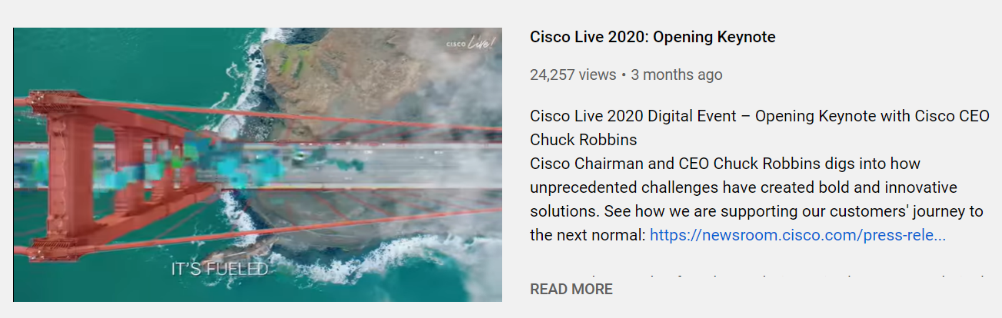 CISCO Live!
IT'S FUELED
Cisco Live 2020: Opening Keynote
24,257 views • 3 months ago
Cisco Live 2020 Digital Event – Opening Keynote with Cisco CEO
Chuck Robbins
Cisco Chairman and CEO Chuck Robbins digs into how
unprecedented challenges have created bold and innovative
solutions. See how we are supporting our customers' journey to
the next normal: https://newsroom.cisco.com/press-rele...
READ MORE